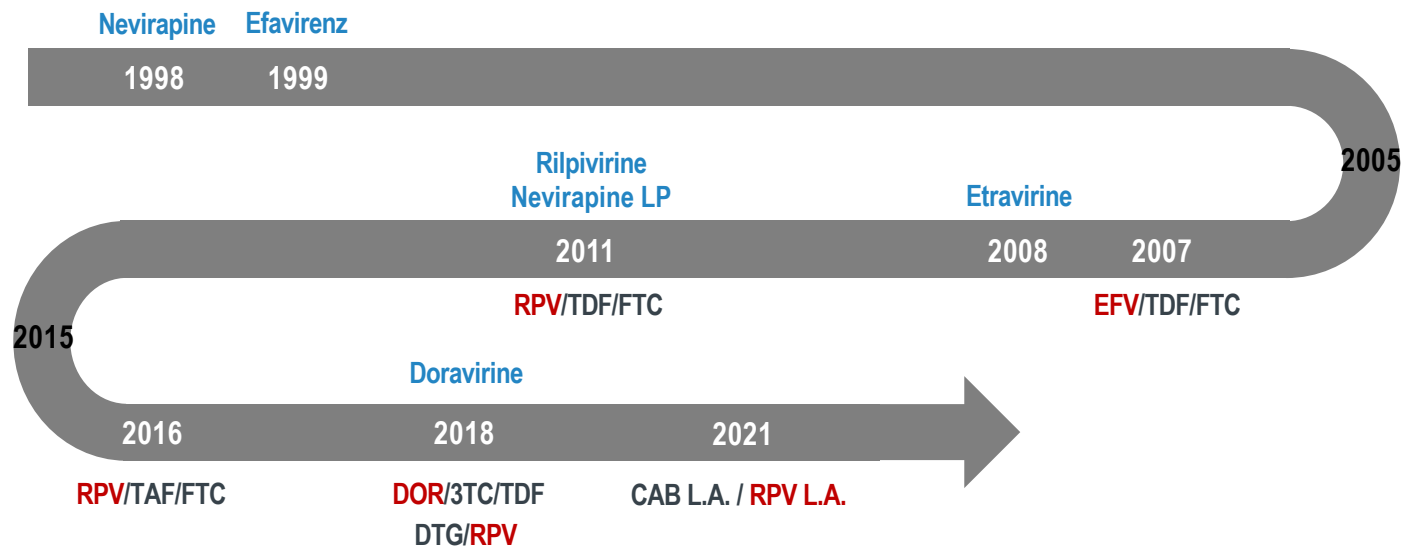 Nevirapine Efavirenz
1998 1999
2005
Rilpivirine
Nevirapine LP Etravirine
2011 2008 2007
RPV/TDF/FTC EFV/TDF/FTC
2015
Doravirine
2016 2018 2021
RPV/TAF/FTC DOR/3TC/TDF CAB L.A. / RPV L.A.
DTG/RPV